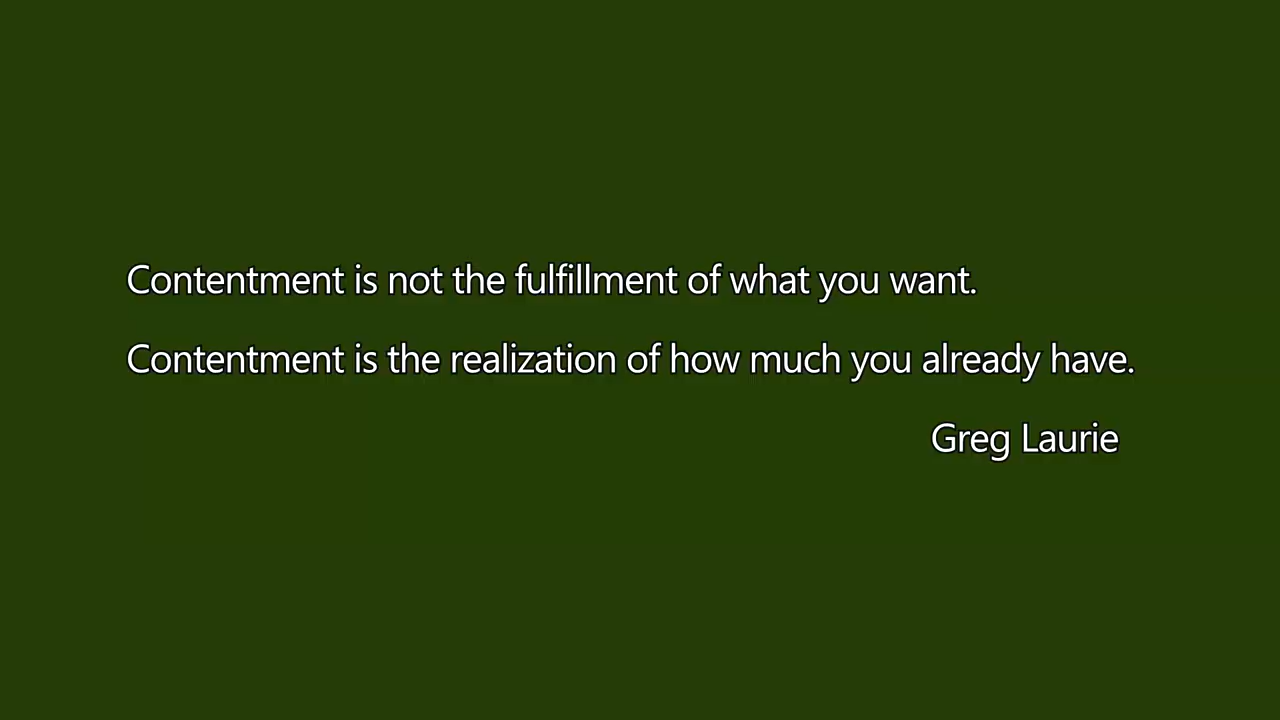 Contentment is not the fulfillment of what you want.
Contentment is the realization of how much you already have.
Greg Laurie